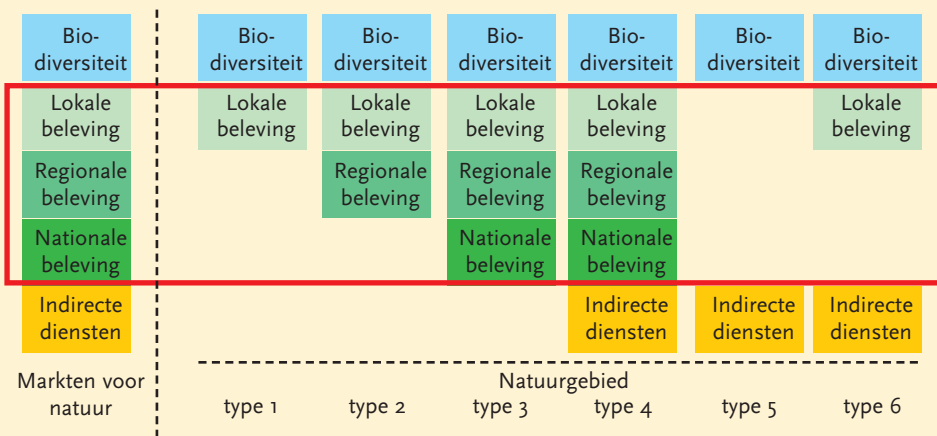 Bio- Bio- Bio- Bio- Bio- Bio- Bio-
diversiteit diversiteit diversiteit diversiteit diversiteit diversiteit diversiteit
Lokale Lokale Lokale Lokale Lokale Lokale
beleving beleving beleving beleving beleving beleving
Regionale Regionale Regionale Regionale
beleving beleving beleving beleving
Nationale Nationale Nationale
beleving beleving beleving
Indirecte Indirecte Indirecte Indirecte
diensten diensten diensten diensten
Markten voor Natuurgebied
natuur type 1 type 2 type 3 type 4 type 5 type 6